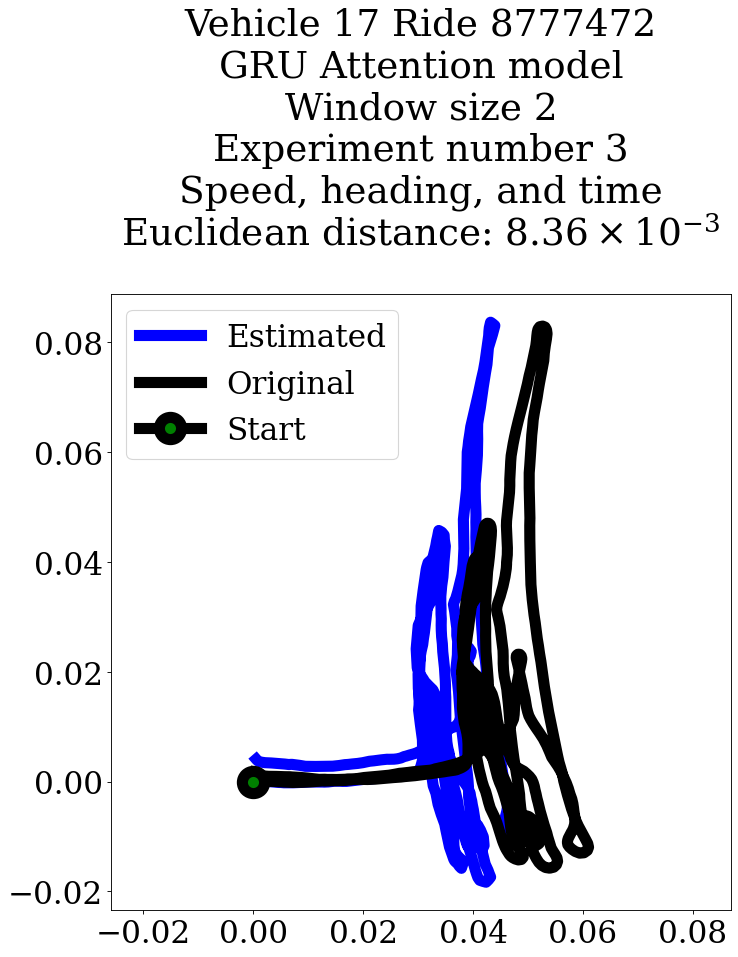 Vehicle 17 Ride 8777472
GRU Attention model
Window size 2
Experiment number 3
Speed, heading, and time
Euclidean distance: 8.36 × 10⁻³
Estimated
Original
Start
0.08
0.06
0.04
0.02
0.00
−0.02
−0.02 0.00 0.02 0.04 0.06 0.08